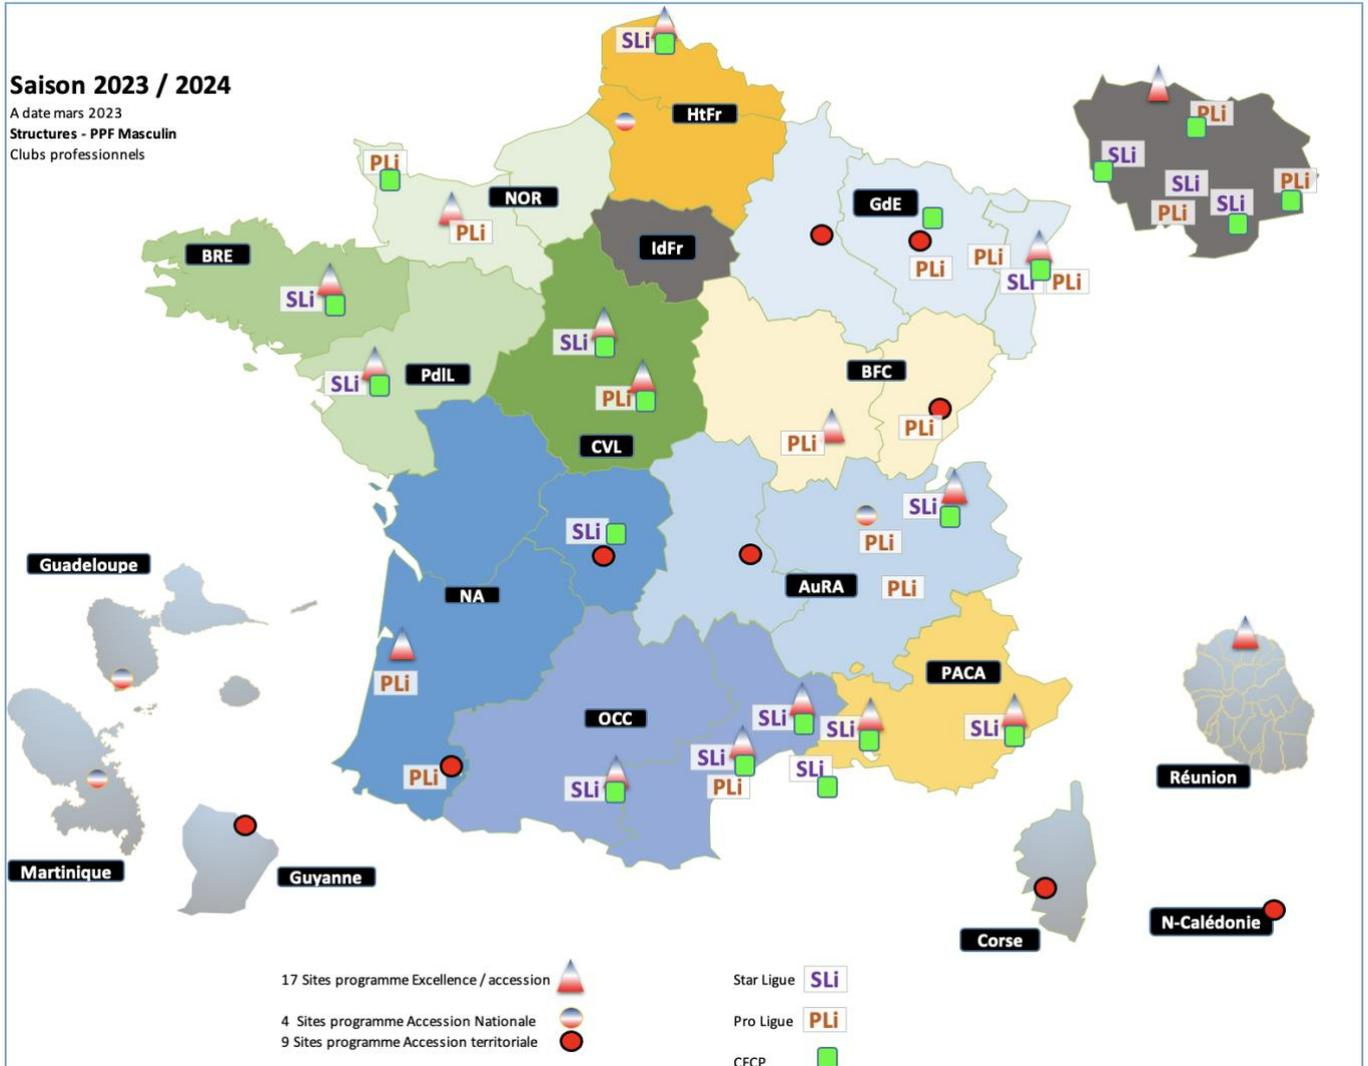 Saison 2023 / 2024
A date mars 2023
Structures - PPF Masculin
Clubs professionnels
SLi
HtFr
PLi
SLi
PLi
SLi
PLi
SLi
PLi
PLi
NOR
PLi
GdE
IdFr
BRE
SLi
PLi
PLi
SLi
PLi
SLi
PdlL
SLi
PLi
CVL
BFC
PLi
PLi
SLi
SLi
PLi
AuRA
PLi
NA
Guadeloupe
PACA
PLi
OCC
SLi
SLi
SLi
SLi
PLi
SLi
PLi
SLi
Réunion
Martinique
Guyanne
Corse
N-Calédonie
17 Sites programme Excellence / accession
4 Sites programme Accession Nationale
9 Sites programme Accession territoriale
Star Ligue SLi
Pro Ligue PLi
CFCP